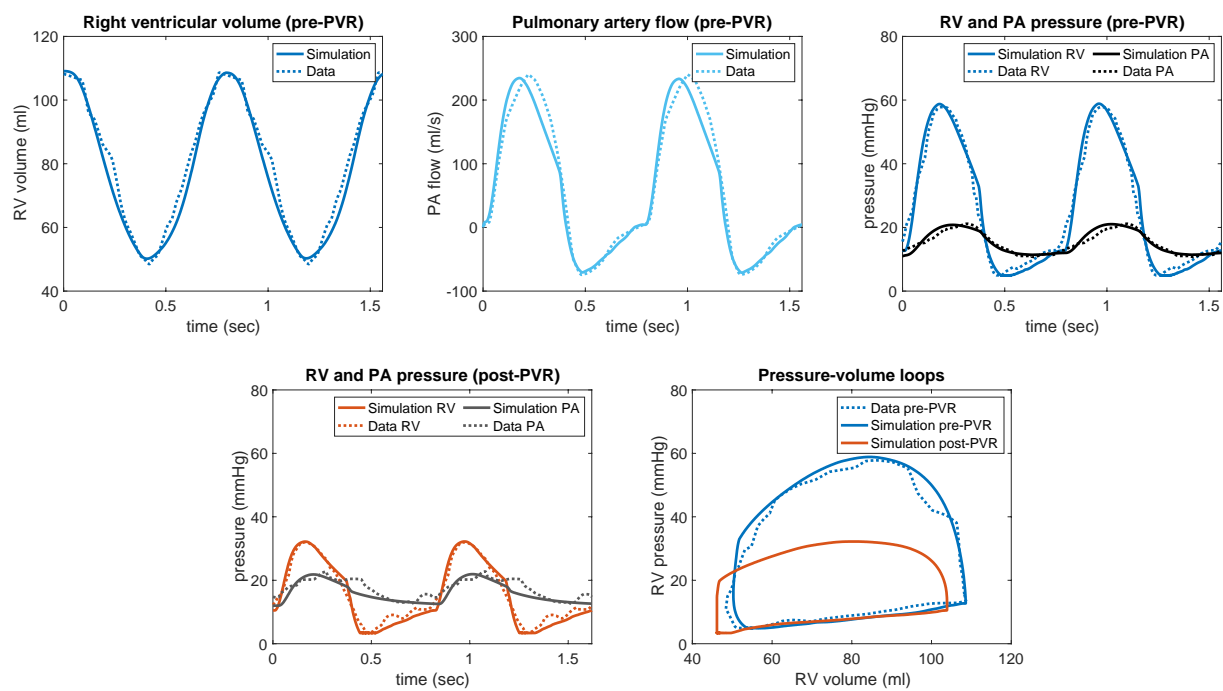 Right ventricular volume (pre-PVR)
120
100
80
60
40
RV volume (ml)
Simulation
Data
0
0.5
1
1.5
time (sec)
Pulmonary artery flow (pre-PVR)
300
200
100
0
-100
PA flow (ml/s)
Simulation
Data
0
0.5
1
1.5
time (sec)
RV and PA pressure (pre-PVR)
80
60
40
20
0
pressure (mmHg)
Simulation RV Simulation PA
Data RV Data PA
0
0.5
1
1.5
time (sec)
RV and PA pressure (post-PVR)
80
60
40
20
0
pressure (mmHg)
Simulation RV Simulation PA
Data RV Data PA
0
0.5
1
1.5
time (sec)
Pressure-volume loops
80
60
40
20
0
RV pressure (mmHg)
Data pre-PVR
Simulation pre-PVR
Simulation post-PVR
40
60
80
100
120
RV volume (ml)